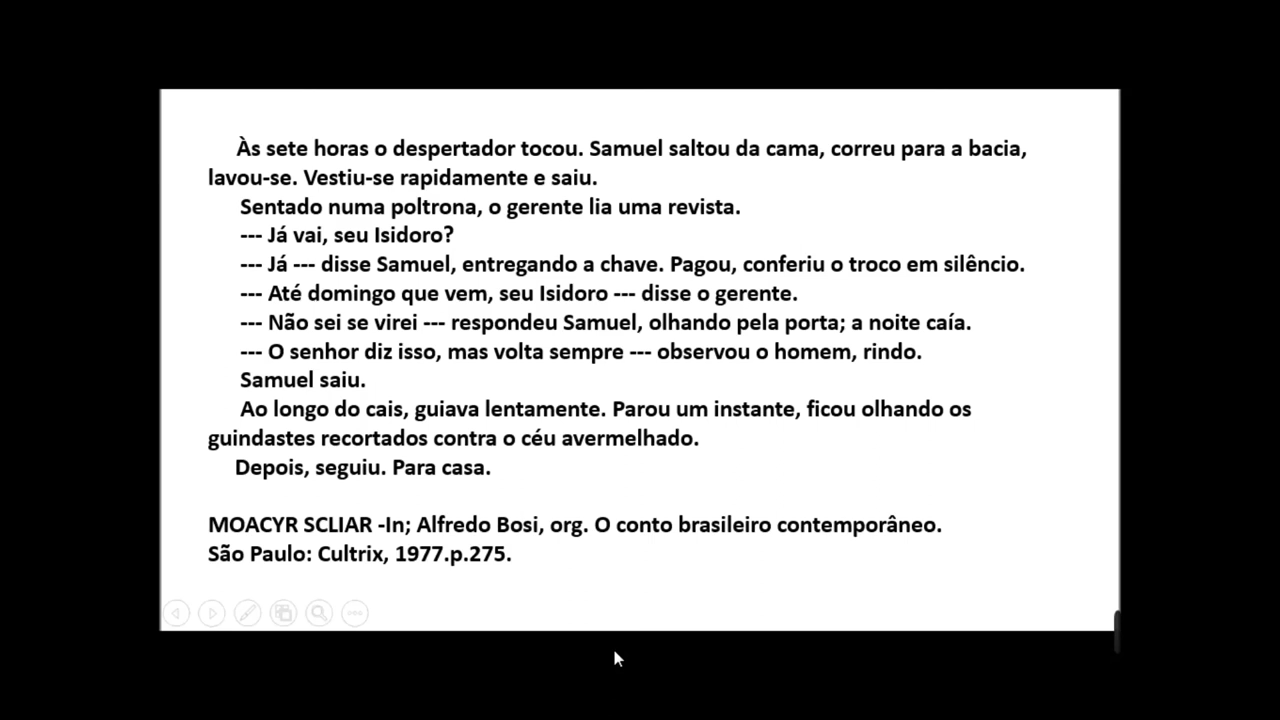 Às sete horas o despertador tocou. Samuel saltou da cama, correu para a bacia,
lavou-se. Vestiu-se rapidamente e saiu.
Sentado numa poltrona, o gerente lia uma revista.
--- Já vai, seu Isidoro?
--- Já --- disse Samuel, entregando a chave. Pagou, conferiu o troco em silêncio.
--- Até domingo que vem, seu Isidoro --- disse o gerente.
--- Não sei se virei --- respondeu Samuel, olhando pela porta; a noite caía.
--- O senhor diz isso, mas volta sempre --- observou o homem, rindo.
Samuel saiu.
Ao longo do cais, guiava lentamente. Parou um instante, ficou olhando os
guindastes recortados contra o céu avermelhado.
Depois, seguiu. Para casa.
MOACYR SCLIAR -In; Alfredo Bosi, org. O conto brasileiro contemporâneo.
São Paulo: Cultrix, 1977.p.275.